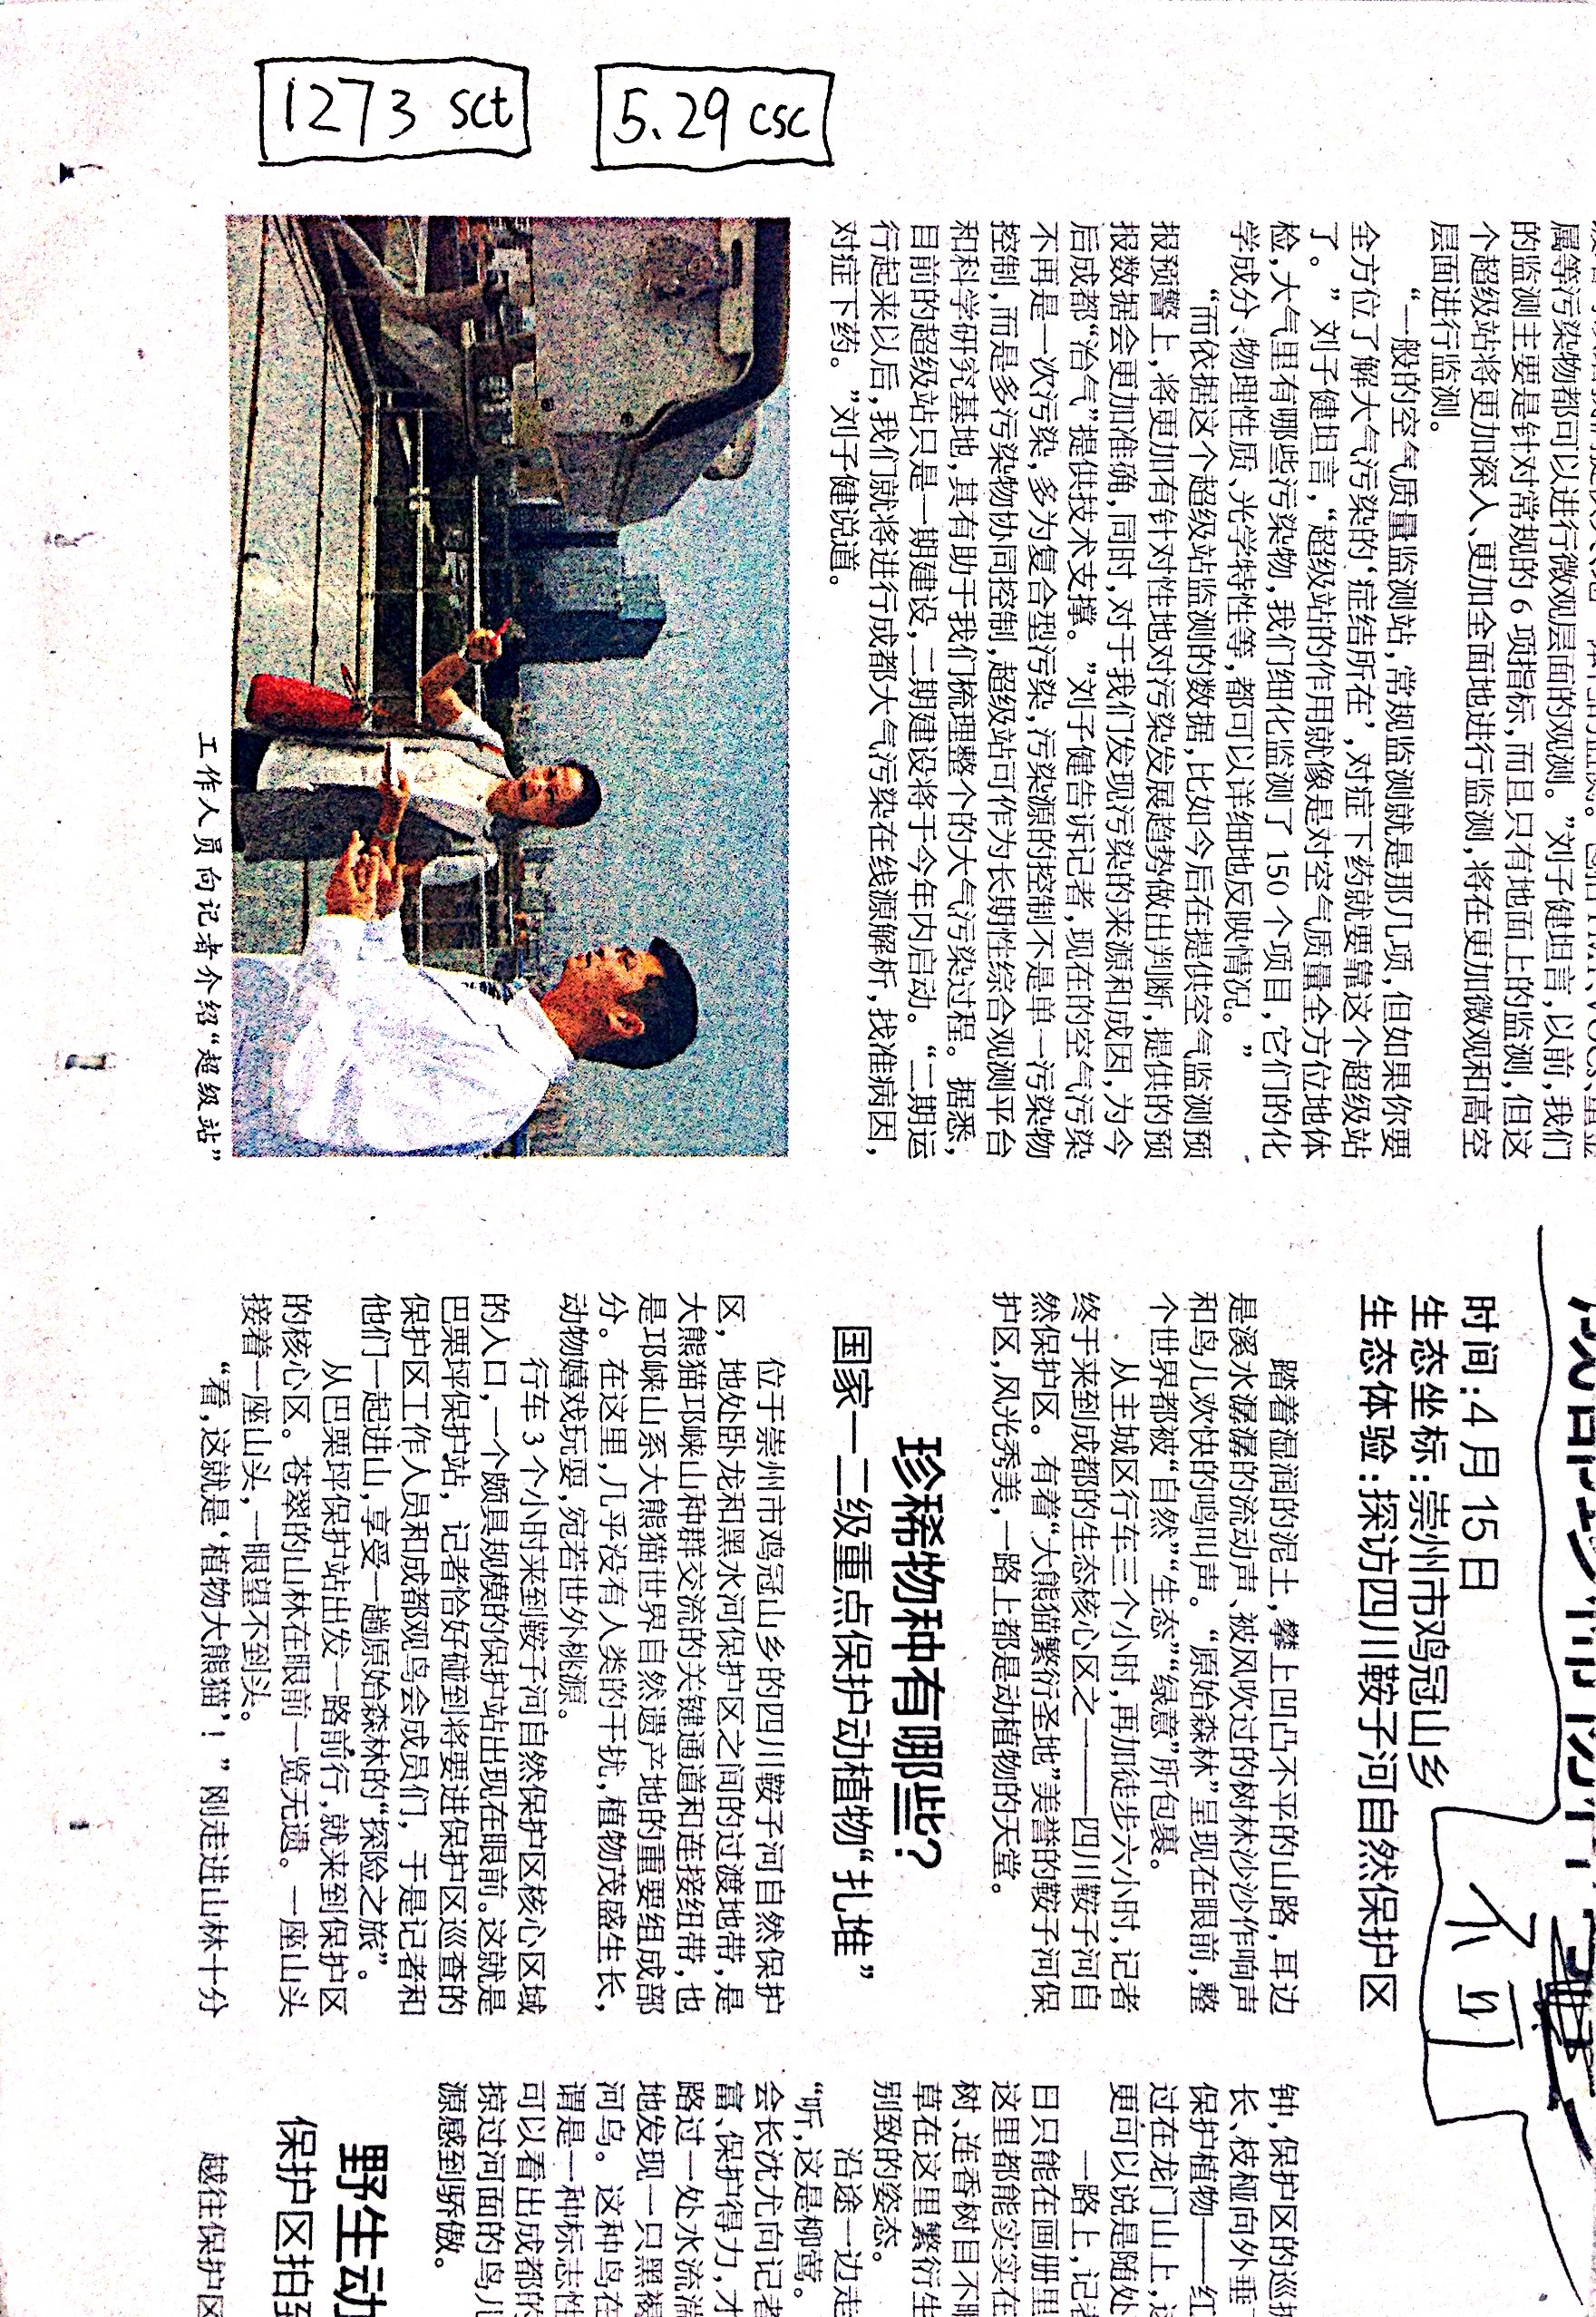 1273 sct
5.29 csc
属等污染物都可以进行微观层面的观测。”刘子健坦言，以前，我们
的监测主要是针对常规的6项指标，而且只有地面上的监测，但这
个超级站将更加深入、更加全面地进行监测，将在更加微观和高空
层面进行监测。
“一般的空气质量监测站，常规监测就是那几项，但如果你要
全方位了解大气污染的‘症结所在’，对症下药就要靠这个超级站
了。”刘子健坦言，“超级站的作用就像是对空气质量全方位地体
检，大气里有哪些污染物，我们细化监测了150个项目，它们的化
学成分、物理性质、光学特性等，都可以详细地反映情况。”
“而依据这个超级站监测的数据，比如今后在提供空气监测预
报预警上，将更加有针对性地对污染发展趋势做出判断，提供的预
报数据会更加准确，同时，对于我们发现污染的来源和成因，为今
后成都“治气”提供技术支撑。”刘子健告诉记者，现在的空气污染
不再是一次污染，多为复合型污染，污染源的控制不是单一污染物
控制，而是多污染物协同控制，超级站可作为长期性综合观测平台
和科学研究基地，具有助于我们梳理整个的大气污染过程。据悉，
目前的超级站只是一期建设，二期建设将于今年内启动。“二期运
行起来以后，我们就将进行成都大气污染在线源解析，找准病因，
对症下药。”刘子健说道。
工作人员向记者介绍“超级站”
时间：4月15日
生态坐标：崇州市鸡冠山乡
生态体验：探访四川鞍子河自然保护区
踏着湿润的泥土，攀上凹凸不平的山路，耳边
是溪水潺潺的流动声、被风吹过的树林沙沙作响声
和鸟儿欢快的鸣叫声。“原始森林”呈现在眼前，整
个世界都被“自然”“生态”“绿意”所包裹。
从主城区行车三个小时，再加徒步六小时，记者
终于来到成都的生态核心区之一——四川鞍子河自
然保护区。有着“大熊猫繁衍圣地”美誉的鞍子河保
护区，风光秀美，一路上都是动植物的天堂。
珍稀物种有哪些？
国家一二级重点保护动植物“扎堆”
位于崇州市鸡冠山乡的四川鞍子河自然保护
区，地处卧龙和黑水河保护区之间的过渡地带，是
大熊猫邛崃山种群交流的关键通道和连接纽带，也
是邛崃山系大熊猫世界自然遗产地的重要组成部
分。在这里，几乎没有人类的干扰，植物茂盛生长，
动物嬉戏玩耍，宛若世外桃源。
行车3个小时来到鞍子河自然保护区核心区域
的入口，一个颇具规模的保护站出现在眼前。这就是
巴栗坪保护站，记者恰好碰到将要进保护区巡查的
保护区工作人员和成都观鸟会成员们，于是记者和
他们一起进山，享受一趟原始森林的“探险之旅”。
从巴栗坪保护站出发一路前行，就来到保护区
的核心区。苍翠的山林在眼前一览无遗。一座山头
接着一座山头，一眼望不到头。
“看，这就是‘植物大熊猫’！”刚走进山林十分
钟，保护区的巡护
长、枝桠向外垂
保护植物——红
过在龙门山上，这
更可以说是随处
一路上，记者
日只能在画册里
这里都能实实在
树、连香树目不暇
草在这里繁衍生
别致的姿态。
沿途一边走
“听，这是柳莺。
会长沈尤向记者
富、保护得力，才
路过一处水流湍
地发现一只黑褐
河乌。这种鸟在
谓是一种标志性
可以看出成都的
掠过河面的鸟儿
源感到骄傲。
野生动
保护区拍到
越往保护区